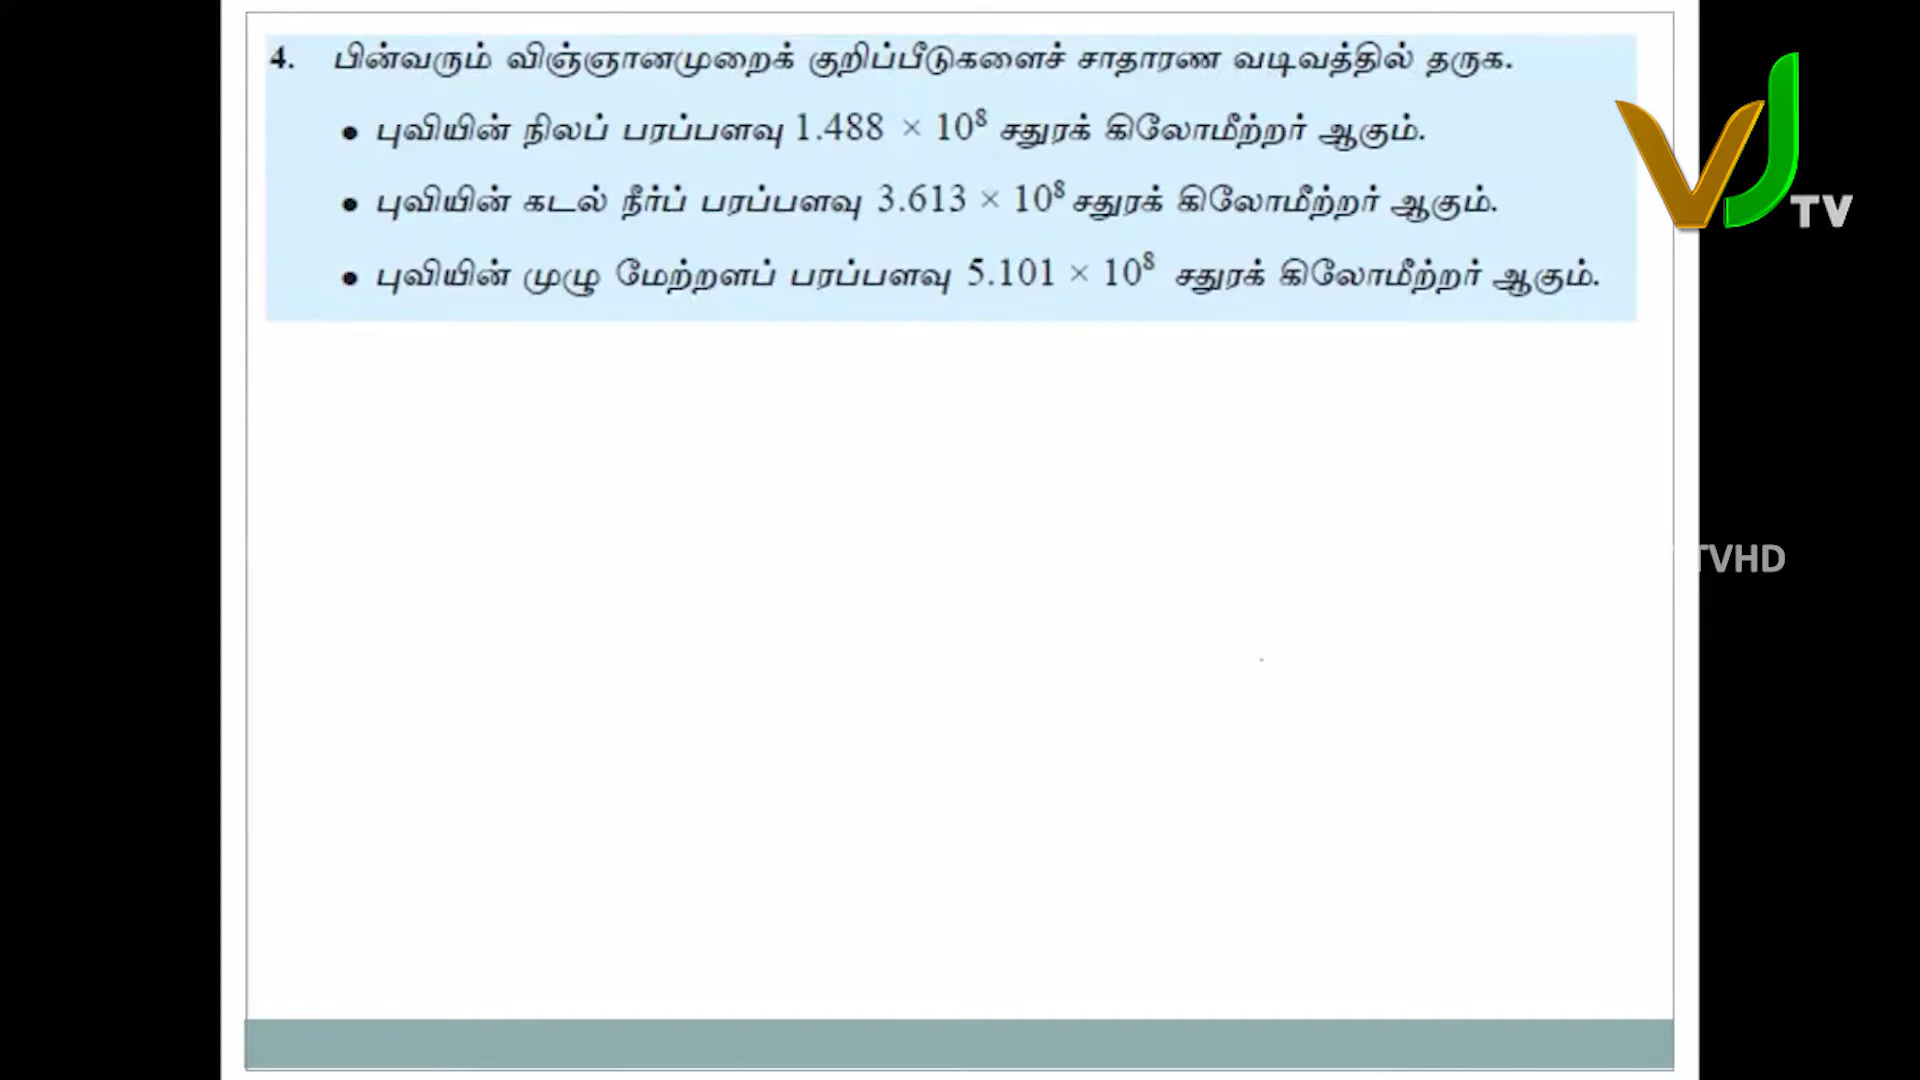 4. பின்வரும் விஞ்ஞானமுறைக் குறிப்பீடுகளைச் சாதாரண வடிவத்தில் தருக.
● புவியின் நிலப் பரப்பளவு 1.488 × 10⁸ சதுரக் கிலோமீற்றர் ஆகும்.
● புவியின் கடல் நீர்ப் பரப்பளவு 3.613 × 10⁸ சதுரக் கிலோமீற்றர் ஆகும்.
● புவியின் முழு மேற்றளப் பரப்பளவு 5.101 × 10⁸ சதுரக் கிலோமீற்றர் ஆகும்.
VJ TV
TVHD